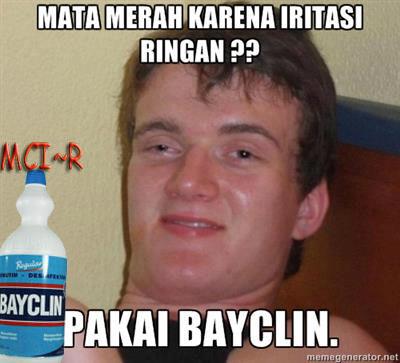 MATA MERAH KARENA IRITASI
RINGAN ??
MCI~R
Regular
BAYCLIN
PAKAI BAYCLIN.
memegenerator.net